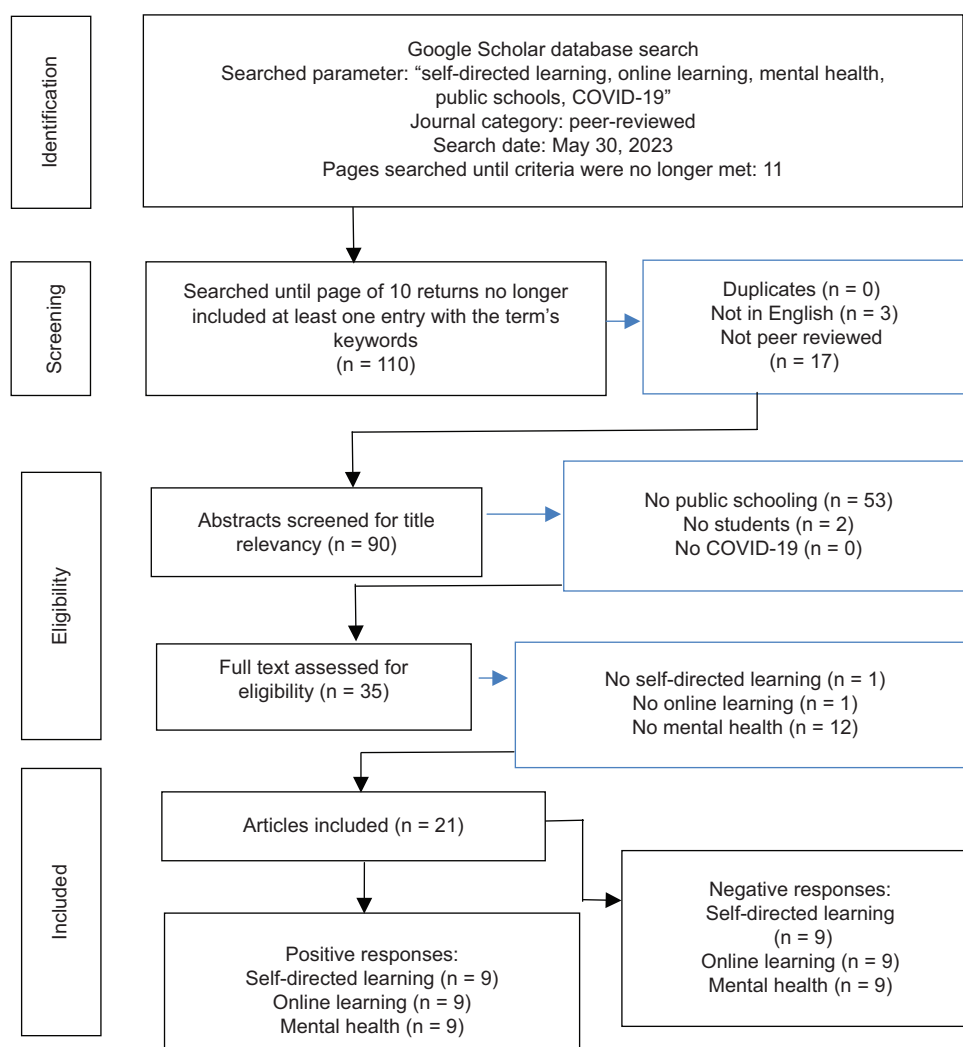 Identification
Google Scholar database search
Searched parameter: “self-directed learning, online learning, mental health,
public schools, COVID-19”
Journal category: peer-reviewed
Search date: May 30, 2023
Pages searched until criteria were no longer met: 11
Screening
Searched until page of 10 returns no longer
included at least one entry with the term’s
keywords
(n = 110)
Duplicates (n = 0)
Not in English (n = 3)
Not peer reviewed
(n = 17)
Eligibility
Abstracts screened for title
relevancy (n = 90)
No public schooling (n = 53)
No students (n = 2)
No COVID-19 (n = 0)
Full text assessed for
eligibility (n = 35)
No self-directed learning (n = 1)
No online learning (n = 1)
No mental health (n = 12)
Included
Articles included (n = 21)
Positive responses:
Self-directed learning (n = 9)
Online learning (n = 9)
Mental health (n = 9)
Negative responses:
Self-directed learning
(n = 9)
Online learning (n = 9)
Mental health (n = 9)